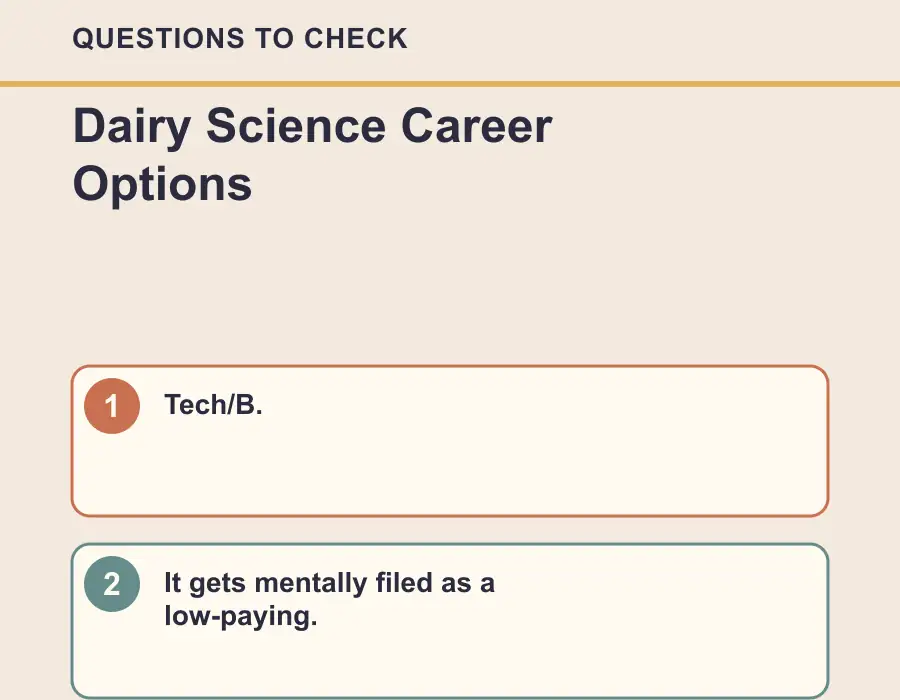 QUESTIONS TO CHECK
Dairy Science Career
Options
1
Tech/B.
2
It gets mentally filed as a
low-paying.